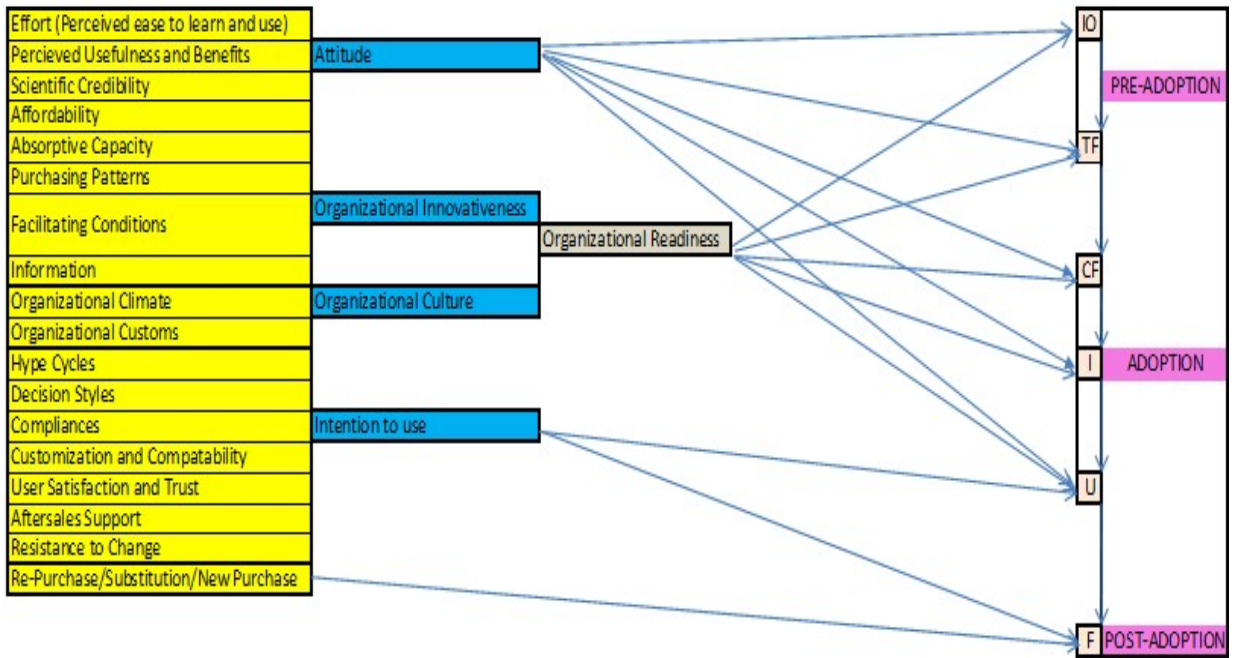 Effort (Perceived ease to learn and use)
Percieved Usefulness and Benefits
Scientific Credibility
Affordability
Absorptive Capacity
Purchasing Patterns
Facilitating Conditions
Information
Organizational Climate
Organizational Customs
Hype Cycles
Decision Styles
Compliances
Customization and Compatability
User Satisfaction and Trust
Aftersales Support
Resistance to Change
Re-Purchase/Substitution/New Purchase
Attitude
Organizational Innovativeness
Organizational Culture
Intention to use
Organizational Readiness
IO
TF
CF
I
U
F
PRE-ADOPTION
ADOPTION
POST-ADOPTION